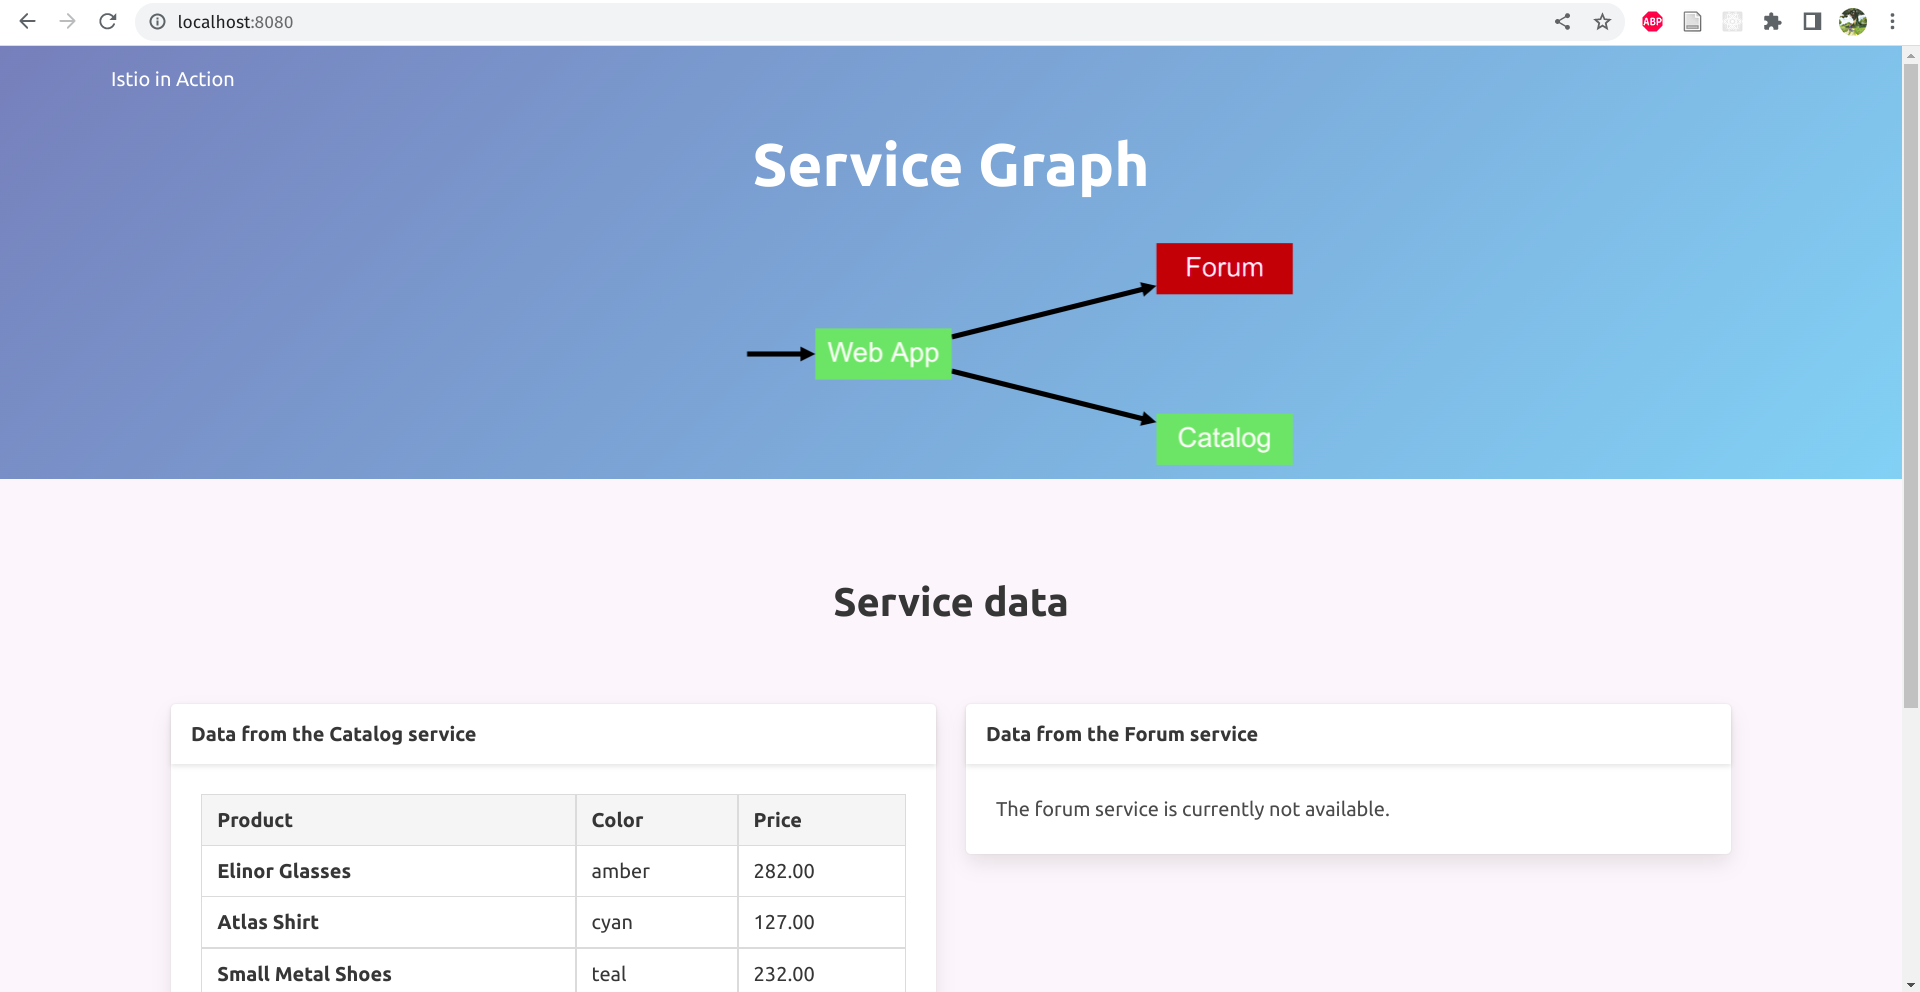 localhost:8080
ABP
Istio in Action
Service Graph
Forum
Web App
Catalog
Service data
Data from the Catalog service
Product Color Price
Elinor Glasses amber 282.00
Atlas Shirt cyan 127.00
Small Metal Shoes teal 232.00
Data from the Forum service
The forum service is currently not available.